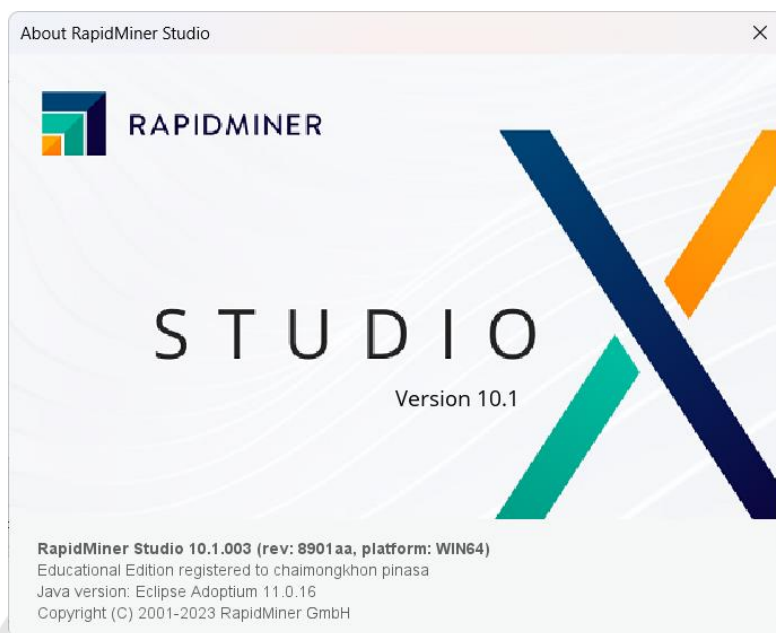 About RapidMiner Studio
RAPIDMINER
STUDIO
Version 10.1
RapidMiner Studio 10.1.003 (rev: 8901aa, platform: WIN64)
Educational Edition registered to chaimongkhon pinasa
Java version: Eclipse Adoptium 11.0.16
Copyright (C) 2001-2023 RapidMiner GmbH